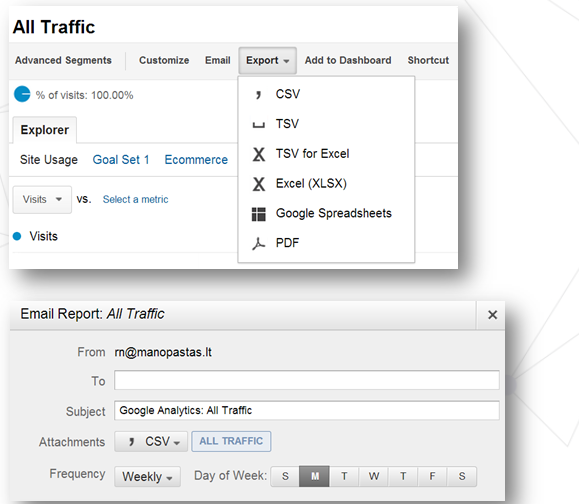 All Traffic
Advanced Segments Customize Email Export Add to Dashboard Shortcut
% of visits: 100.00%
CSV
TSV
TSV for Excel
Excel (XLSX)
Google Spreadsheets
PDF
Explorer
Site Usage Goal Set 1 Ecommerce
Visits VS. Select a metric
Visits
Email Report: All Traffic
From rn@manopastas.lt
To
Subject Google Analytics: All Traffic
Attachments CSV ALL TRAFFIC
Frequency Weekly Day of Week: S M T W T F S